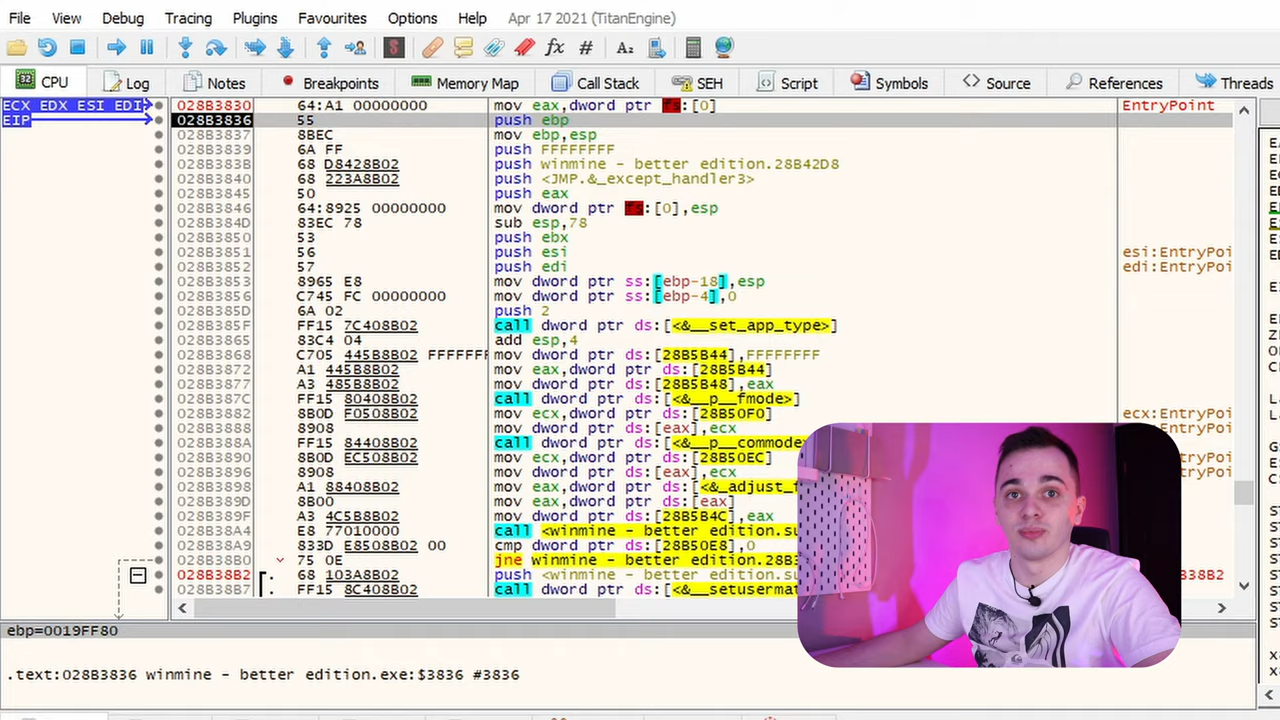 File View Debug Tracing Plugins Favourites Options Help Apr 17 2021 (TitanEngine)
CPU Log Notes Breakpoints Memory Map Call Stack SEH Script Symbols Source References Threads
ECX EDX ESI EDI 028B3830 64:A1 00000000 mov eax,dword ptr fs:[0] EntryPoint
EIP 028B3836 55 push ebp
028B3837 8BEC mov ebp,esp
028B3839 6A FF push FFFFFFFF
028B383B 68 D8428B02 push winmine - better edition.28B42D8
028B3840 68 223A8B02 push <JMP.&_except_handler3>
028B3845 50 push eax
028B3846 64:8925 00000000 mov dword ptr fs:[0],esp
028B384D 83EC 78 sub esp,78
028B3850 53 push ebx
028B3851 56 push esi esi:EntryPoi
028B3852 57 push edi edi:EntryPoi
028B3853 8965 E8 mov dword ptr ss:[ebp-18],esp
028B3856 C745 FC 00000000 mov dword ptr ss:[ebp-4],0
028B385D 6A 02 push 2
028B385F FF15 7C408B02 call dword ptr ds:[<&__set_app_type>]
028B3865 83C4 04 add esp,4
028B3868 C705 445B8B02 FFFFFFF mov dword ptr ds:[28B5B44],FFFFFFFF
028B3872 A1 445B8B02 mov eax,dword ptr ds:[28B5B44]
028B3877 A3 485B8B02 mov dword ptr ds:[28B5B48],eax
028B387C FF15 80408B02 call dword ptr ds:[<&__p__fmode>]
028B3882 8B0D F0508B02 mov ecx,dword ptr ds:[28B50F0] ecx:EntryPoi
028B3888 8908 mov dword ptr ds:[eax],ecx
028B388A FF15 84408B02 call dword ptr ds:[<&__p__commode>
028B3890 8B0D EC508B02 mov ecx,dword ptr ds:[28B50EC]
028B3896 8908 mov dword ptr ds:[eax],ecx
028B3898 A1 88408B02 mov eax,dword ptr ds:[<&_adjust_f
028B389D 8B00 mov eax,dword ptr ds:[eax]
028B389F A3 4C5B8B02 mov dword ptr ds:[28B5B4C],eax
028B38A4 E8 77010000 call <winmine - better edition.su
028B38A9 833D E8508B02 00 cmp dword ptr ds:[28B50E8],0
028B38B0 75 0E jne winmine - better edition.28B3
028B38B2 68 103A8B02 push <winmine - better edition.su 838B2
028B38B7 FF15 8C408B02 call dword ptr ds:[<&__setusermat
ebp=0019FF80
.text:028B3836 winmine - better edition.exe:$3836 #3836